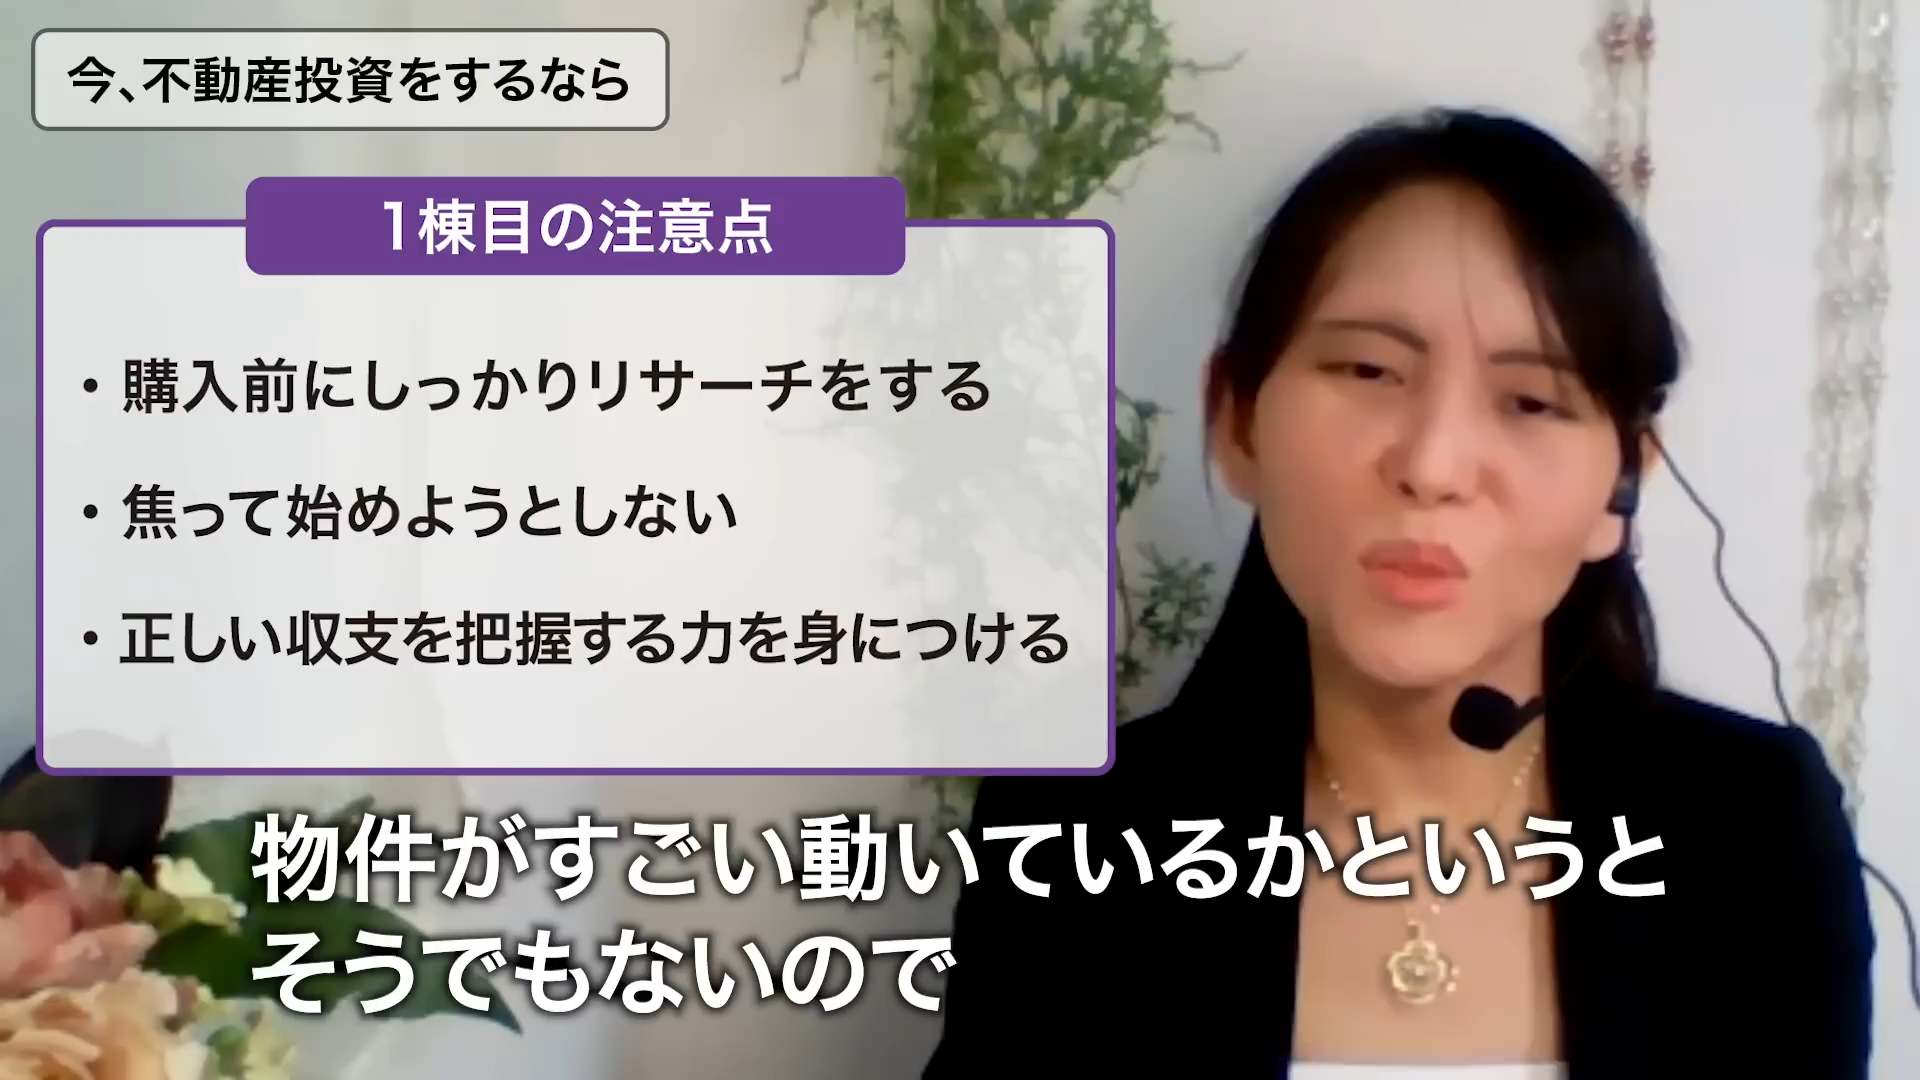 今、不動産投資をするなら
1棟目の注意点
・購入前にしっかりリサーチをする
・焦って始めようとしない
・正しい収支を把握する力を身につける
物件がすごい動いているかというと
そうでもないので